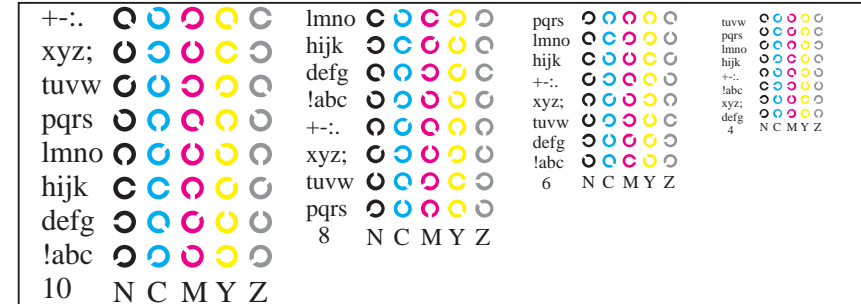 +-:.
xyz;
tuvw
pqrs
lmno
hijk
defg
!abc
10 N C M Y Z
lmno
hijk
defg
!abc
+-:.
xyz;
tuvw
pqrs
8 N C M Y Z
pqrs
lmno
hijk
+-:.
xyz;
tuvw
defg
!abc
6 N C M Y Z
tuvw
pqrs
lmno
hijk
+-:.
!abc
xyz;
defg
4 N C M Y Z